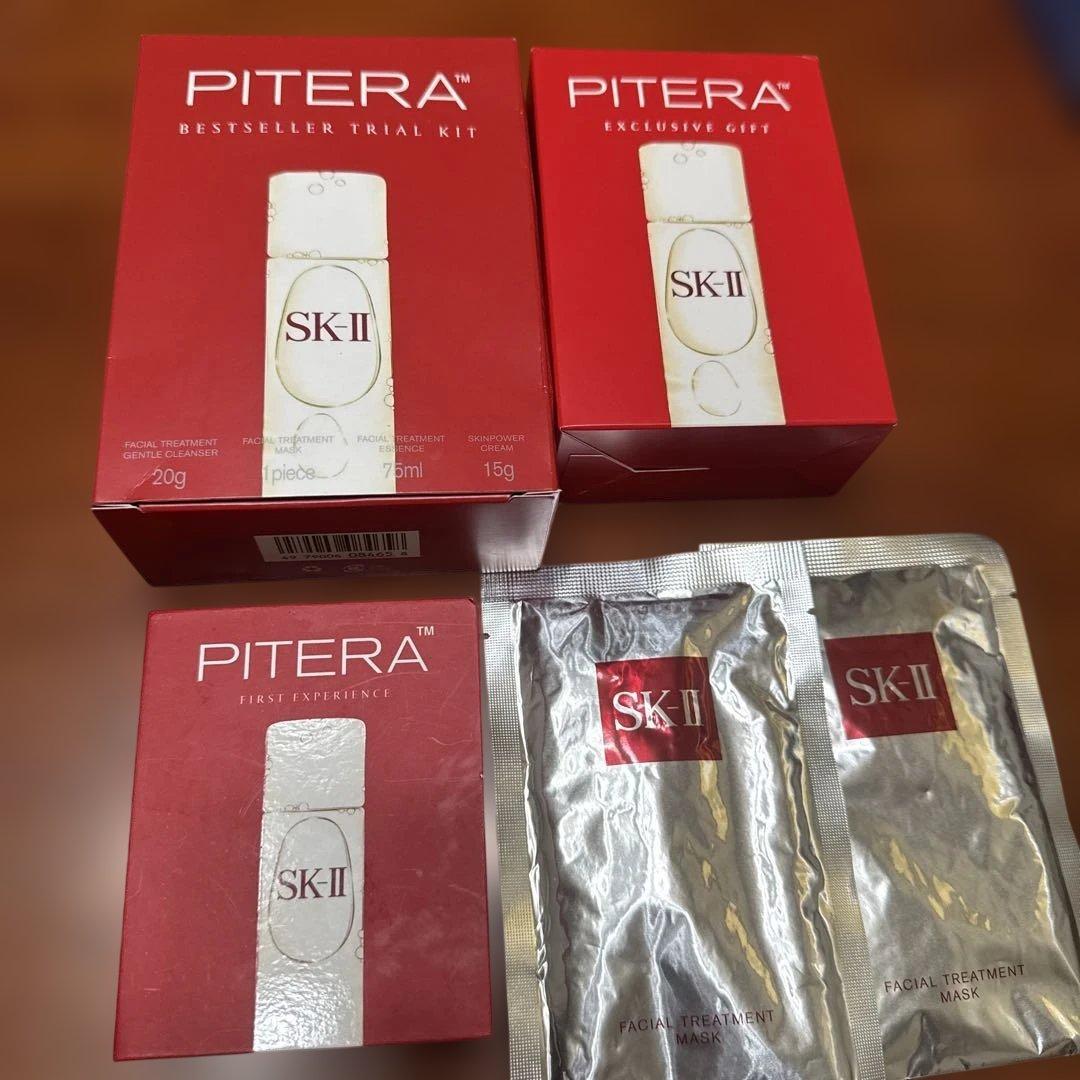 PITERA™
BESTSELLER TRIAL KIT
SK-II
FACIAL TREATMENT
GENTLE CLEANSER
20g
FACIAL TREATMENT
MASK
1piece
FACIAL TREATMENT
ESSENCE
75ml
SKINPOWER
CREAM
15g
PITERA™
EXCLUSIVE GIFT
SK-II
PITERA™
FIRST EXPERIENCE
SK-II
SK-II
FACIAL TREATMENT
MASK
SK-II
FACIAL TREATMENT
MASK